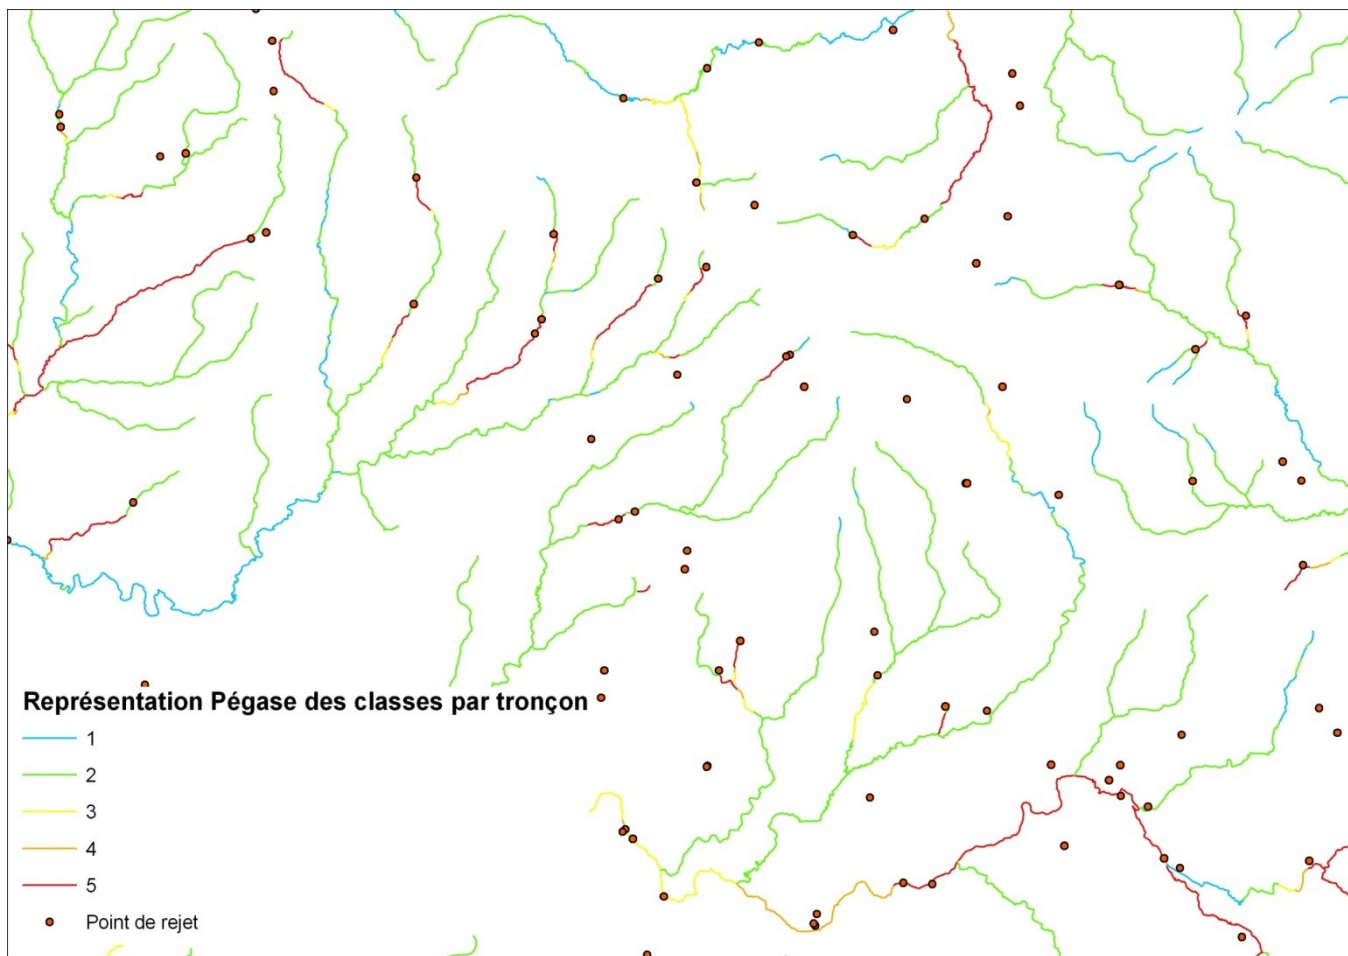 Représentation Pégase des classes par tronçon
1
2
3
4
5
Point de rejet